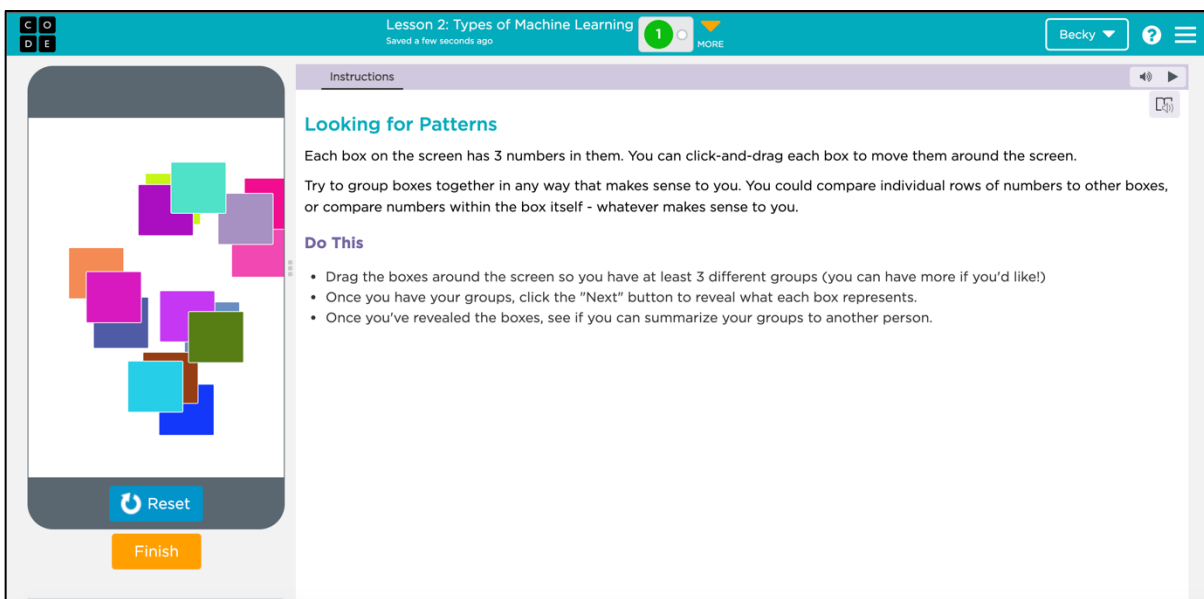 C O
D E
Lesson 2: Types of Machine Learning
Saved a few seconds ago
1
MORE
Becky
?
Instructions
Looking for Patterns
Each box on the screen has 3 numbers in them. You can click-and-drag each box to move them around the screen.
Try to group boxes together in any way that makes sense to you. You could compare individual rows of numbers to other boxes,
or compare numbers within the box itself - whatever makes sense to you.
Do This
• Drag the boxes around the screen so you have at least 3 different groups (you can have more if you'd like!)
• Once you have your groups, click the "Next" button to reveal what each box represents.
• Once you've revealed the boxes, see if you can summarize your groups to another person.
Reset
Finish